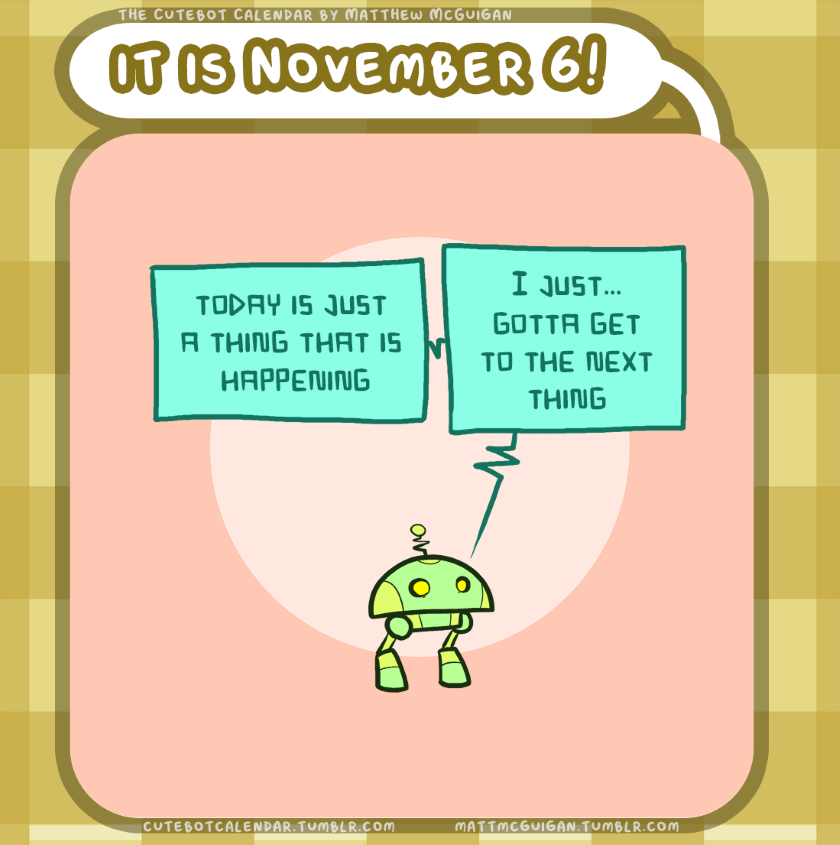 THE CUTEBOT CALENDAR BY MATTHEW MCGUIGAN
IT IS NOVEMBER 6!
TODAY IS JUST
A THING THAT IS
HAPPENING
I JUST...
GOTTA GET
TO THE NEXT
THING
CUTEBOTCALENDAR.TUMBLR.COM
MATTMCGUIGAN.TUMBLR.COM